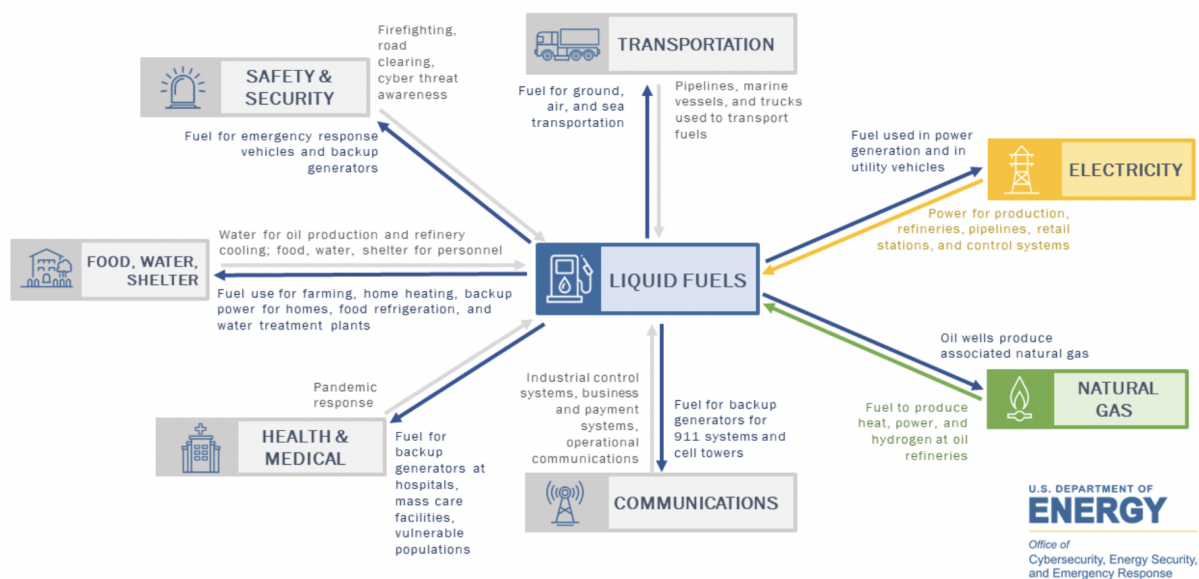 Firefighting,
road
clearing,
cyber threat
awareness
SAFETY &
SECURITY
Fuel for emergency response
vehicles and backup
generators
TRANSPORTATION
Fuel for ground,
air, and sea
transportation
Pipelines, marine
vessels, and trucks
used to transport
fuels
Fuel used in power
generation and in
utility vehicles
ELECTRICITY
Power for production,
refineries, pipelines, retail
stations, and control systems
Water for oil production and refinery
cooling; food, water, shelter for personnel
FOOD, WATER,
SHELTER
Fuel use for farming, home heating, backup
power for homes, food refrigeration, and
water treatment plants
LIQUID FUELS
Oil wells produce
associated natural gas
NATURAL
GAS
Fuel to produce
heat, power, and
hydrogen at oil
refineries
Pandemic
response
HEALTH &
MEDICAL
Fuel for
backup
generators at
hospitals,
mass care
facilities,
vulnerable
populations
Industrial control
systems, business
and payment
systems,
operational
communications
Fuel for backup
generators for
911 systems and
cell towers
COMMUNICATIONS
U.S. DEPARTMENT OF
ENERGY
Office of
Cybersecurity, Energy Security,
and Emergency Response